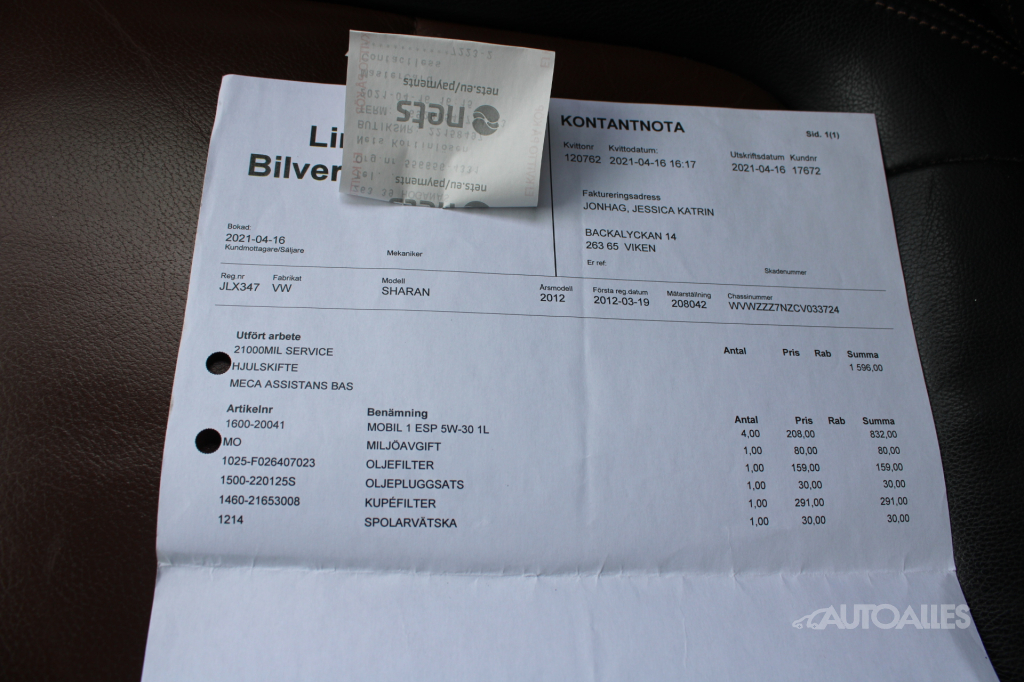 7223-2
Contactless
nets.eu/payments
nets
nets.eu/payments
KONTANTNOTA
Sid. 1(1)
Kvittonr Kvittodatum: Utskriftsdatum Kundnr
120762 2021-04-16 16:17 2021-04-16 17672
Faktureringsadress
JONHAG, JESSICA KATRIN
BACKALYCKAN 14
263 65 VIKEN
Er ref:
Skadenummer
Bokad:
2021-04-16
Kundmottagare/Säljare Mekaniker
Reg.nr Fabrikat Modell Årsmodell Första reg.datum Mätarställning Chassinummer
JLX347 VW SHARAN 2012 2012-03-19 208042 WVWZZZ7NZCV033724
Utfört arbete Antal Pris Rab Summa
21000MIL SERVICE 1 596,00
HJULSKIFTE
MECA ASSISTANS BAS
Artikelnr Benämning Antal Pris Rab Summa
1600-20041 MOBIL 1 ESP 5W-30 1L 4,00 208,00 832,00
MO MILJÖAVGIFT 1,00 80,00 80,00
1025-F026407023 OLJEFILTER 1,00 159,00 159,00
1500-220125S OLJEPLUGGSATS 1,00 30,00 30,00
1460-21653008 KUPÉFILTER 1,00 291,00 291,00
1214 SPOLARVÄTSKA 1,00 30,00 30,00
AUTOALLES